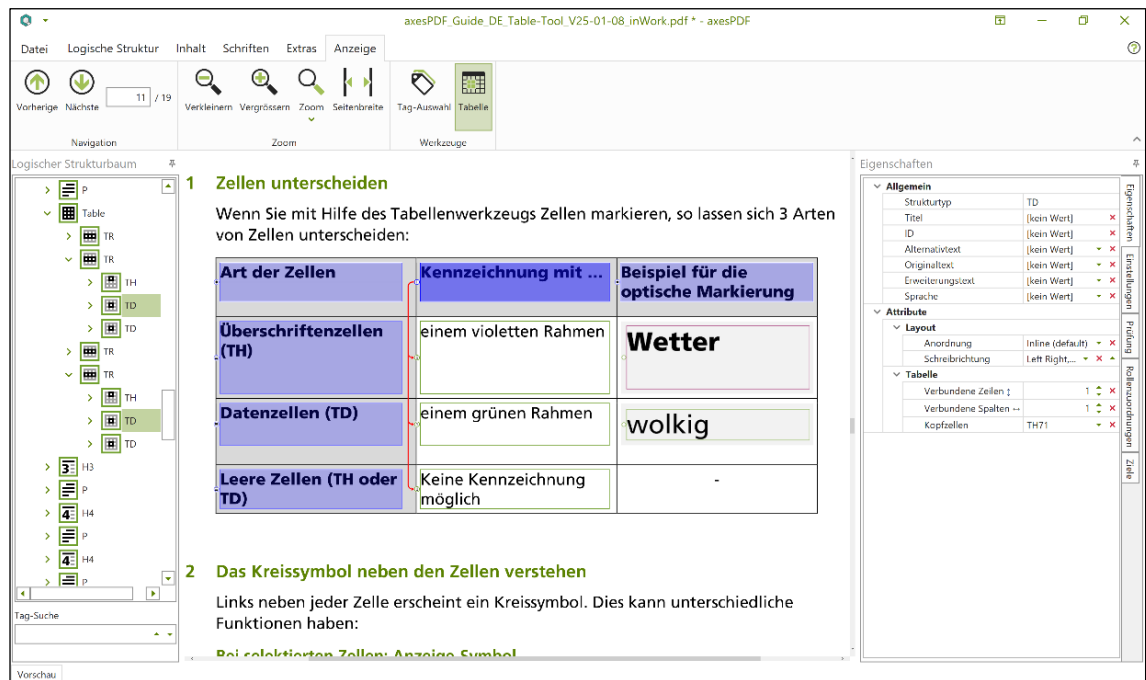 axesPDF_Guide_DE_Table-Tool_V25-01-08_inWork.pdf * - axesPDF
Datei Logische Struktur Inhalt Schriften Extras Anzeige
11 / 19
Vorherige Nächste Verkleinern Vergrössern Zoom Seitenbreite Tag-Auswahl Tabelle
Navigation Zoom Werkzeuge
Logischer Strukturbaum
P
Table
TR
TR
TH
TD
TD
TR
TR
TH
TD
TD
3 H3
P
4 H4
P
4 H4
P
Tag-Suche
Vorschau
1 Zellen unterscheiden
Wenn Sie mit Hilfe des Tabellenwerkzeugs Zellen markieren, so lassen sich 3 Arten
von Zellen unterscheiden:
Art der Zellen Kennzeichnung mit ... Beispiel für die
optische Markierung
Überschriftenzellen einem violetten Rahmen Wetter
(TH)
Datenzellen (TD) einem grünen Rahmen wolkig
Leere Zellen (TH oder Keine Kennzeichnung -
TD) möglich
2 Das Kreissymbol neben den Zellen verstehen
Links neben jeder Zelle erscheint ein Kreissymbol. Dies kann unterschiedliche
Funktionen haben:
Bei selektierten Zellen: Anzeige-Symbol
Eigenschaften
Allgemein
Strukturtyp TD
Titel [kein Wert]
ID [kein Wert]
Alternativtext [kein Wert]
Originaltext [kein Wert]
Erweiterungstext [kein Wert]
Sprache [kein Wert]
Attribute
Layout
Anordnung Inline (default)
Schreibrichtung Left Right,...
Tabelle
Verbundene Zeilen ↕ 1
Verbundene Spalten ↔ 1
Kopfzellen TH71
Eigenschaften
Einstellungen
Prüfung
Rollenzuordnungen
Ziele